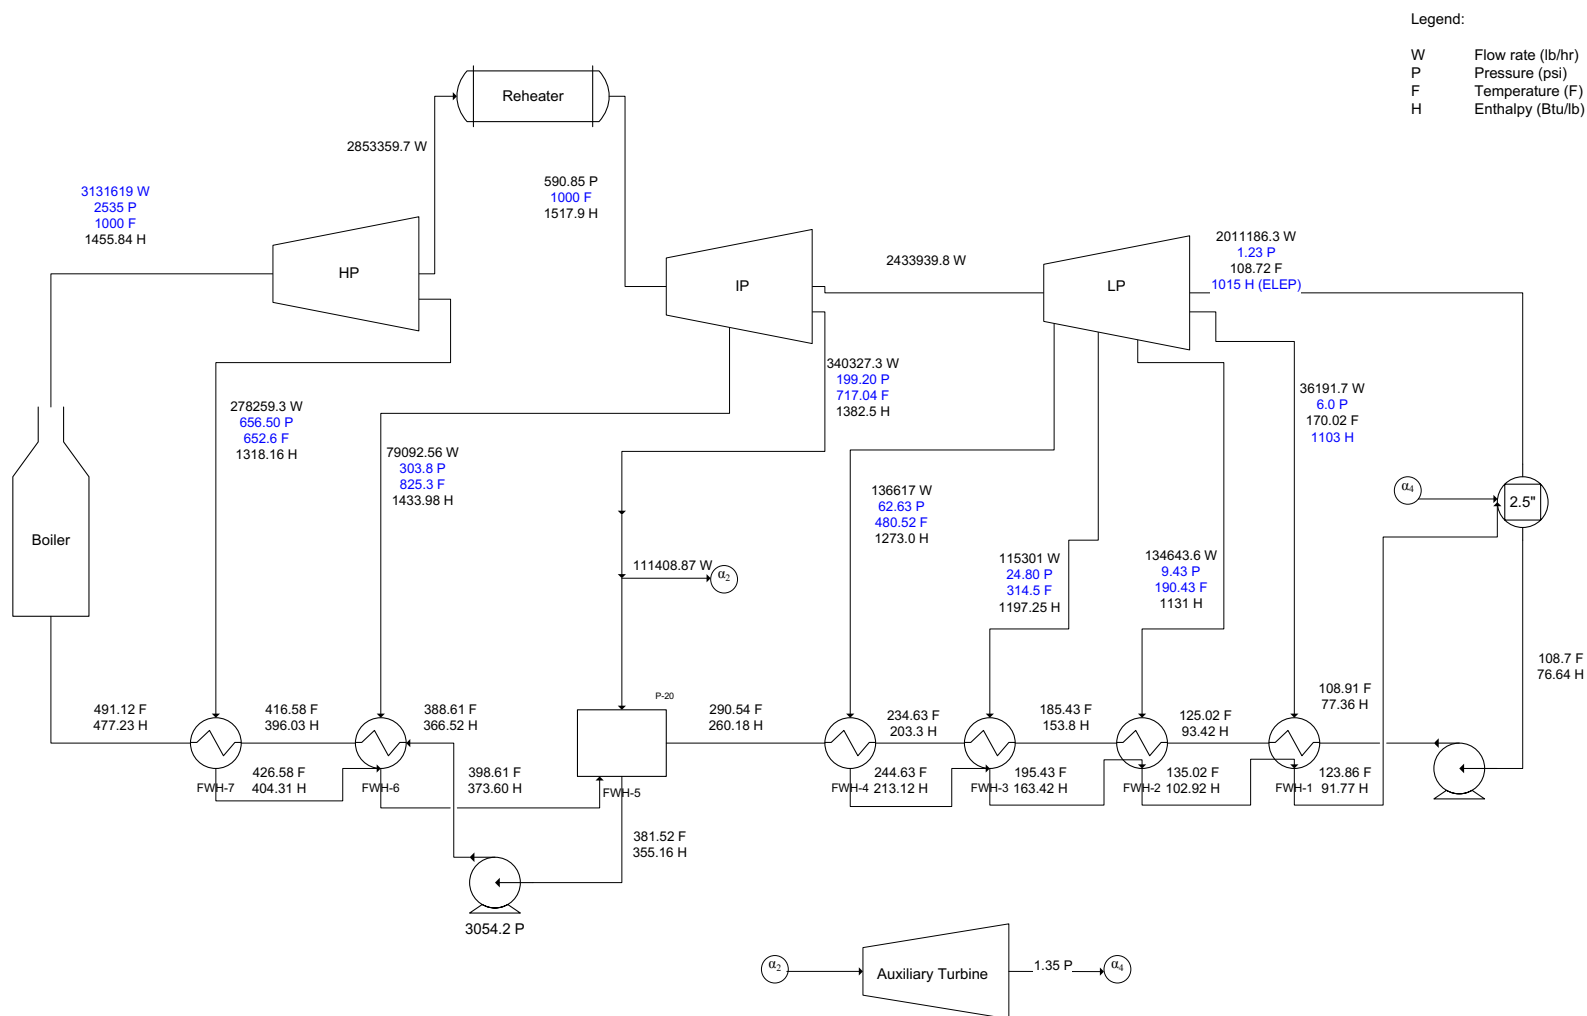 Legend:
W Flow rate (lb/hr)
P Pressure (psi)
F Temperature (F)
H Enthalpy (Btu/lb)
Reheater
2853359.7 W
3131619 W
2535 P
1000 F
1455.84 H
590.85 P
1000 F
1517.9 H
HP
IP
2433939.8 W
LP
2011186.3 W
1.23 P
108.72 F
1015 H (ELEP)
340327.3 W
199.20 P
717.04 F
1382.5 H
36191.7 W
6.0 P
170.02 F
1103 H
278259.3 W
656.50 P
652.6 F
1318.16 H
79092.56 W
303.8 P
825.3 F
1433.98 H
136617 W
62.63 P
480.52 F
1273.0 H
α4
2.5"
Boiler
111408.87 W
α2
115301 W
24.80 P
314.5 F
1197.25 H
134643.6 W
9.43 P
190.43 F
1131 H
108.7 F
76.64 H
P-20
491.12 F
477.23 H
416.58 F
396.03 H
388.61 F
366.52 H
290.54 F
260.18 H
234.63 F
203.3 H
185.43 F
153.8 H
125.02 F
93.42 H
108.91 F
77.36 H
FWH-7
426.58 F
404.31 H
FWH-6
398.61 F
373.60 H
FWH-5
FWH-4
244.63 F
213.12 H
FWH-3
195.43 F
163.42 H
FWH-2
135.02 F
102.92 H
FWH-1
123.86 F
91.77 H
381.52 F
355.16 H
3054.2 P
α2
Auxiliary Turbine
1.35 P
α4